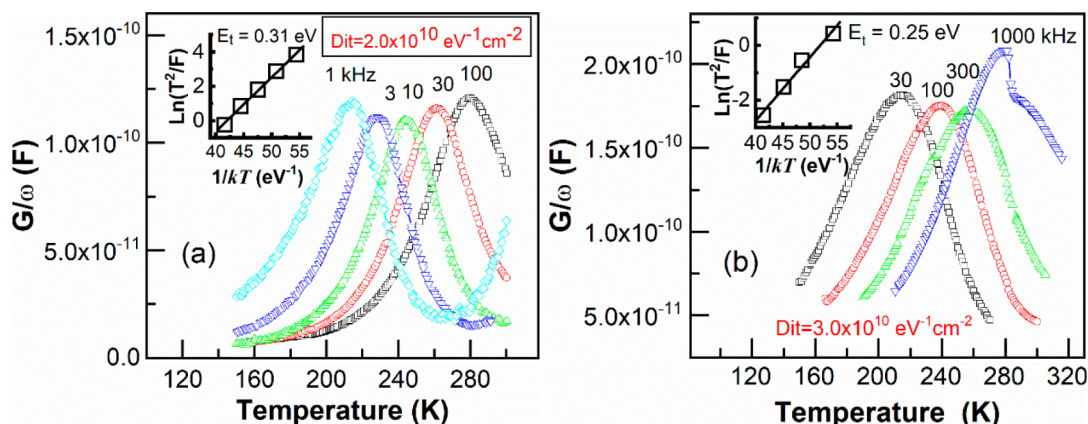 1.5x10⁻¹⁰
1.0x10⁻¹⁰
5.0x10⁻¹¹
0.0
G/ω (F)
120 160 200 240 280
Temperature (K)
(a)
Dit=2.0x10¹⁰ eV⁻¹cm⁻²
1 kHz
3 10 30 100
Eₜ = 0.31 eV
Ln(T²/F)
4
2
0
40 45 50 55
1/kT (eV⁻¹)
2.0x10⁻¹⁰
1.5x10⁻¹⁰
1.0x10⁻¹⁰
5.0x10⁻¹¹
G/ω (F)
80 120 160 200 240 280 320
Temperature (K)
(b)
Dit=3.0x10¹⁰ eV⁻¹cm⁻²
30 100 300 1000 kHz
Eₜ = 0.25 eV
Ln(T²/F)
0
-2
40 45 50 55
1/kT (eV⁻¹)